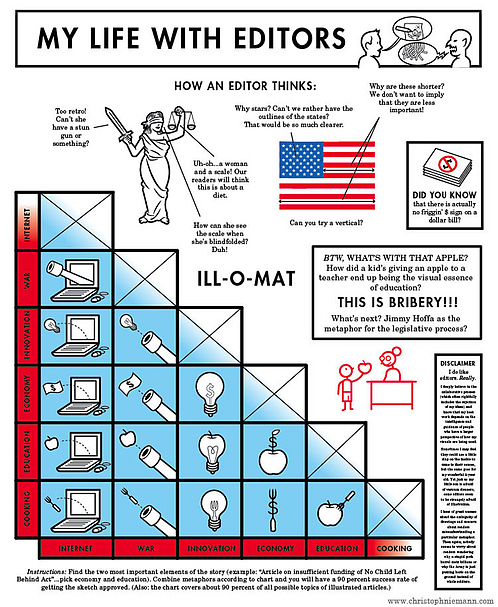 MY LIFE WITH EDITORS
HOW AN EDITOR THINKS:
Too retro!
Can't she
have a stun
gun or
something?
Uh-oh...a woman
and a scale! Our
readers will think
this is about a
diet.
How can she see
the scale when
she's blindfolded?
Duh!
Why stars? Can't we rather have the
outlines of the states?
That would be so much clearer.
Why are these shorter?
We don't want to imply
that they are less
important!
Can you try a vertical?
DID YOU KNOW
that there is actually
no friggin' $ sign on a
dollar bill?
ILL-O-MAT
BTW, WHAT'S WITH THAT APPLE?
How did a kid's giving an apple to a
teacher end up being the visual essence
of education?
THIS IS BRIBERY!!!
What's next? Jimmy Hoffa as the
metaphor for the legislative process?
DISCLAIMER
I do like
editors. Really.
INTERNET
WAR
INNOVATION
ECONOMY
EDUCATION
COOKING
INTERNET
WAR
INNOVATION
ECONOMY
EDUCATION
COOKING
Instructions: Find the two most important elements of the story (example: "Article on insufficient funding of No Child Left
Behind Act"...pick economy and education). Combine metaphors according to chart and you will have a 90 percent success rate of
getting the sketch approved. (Also: the chart covers about 90 percent of all possible topics of illustrated articles.)
www.christophniemann.com